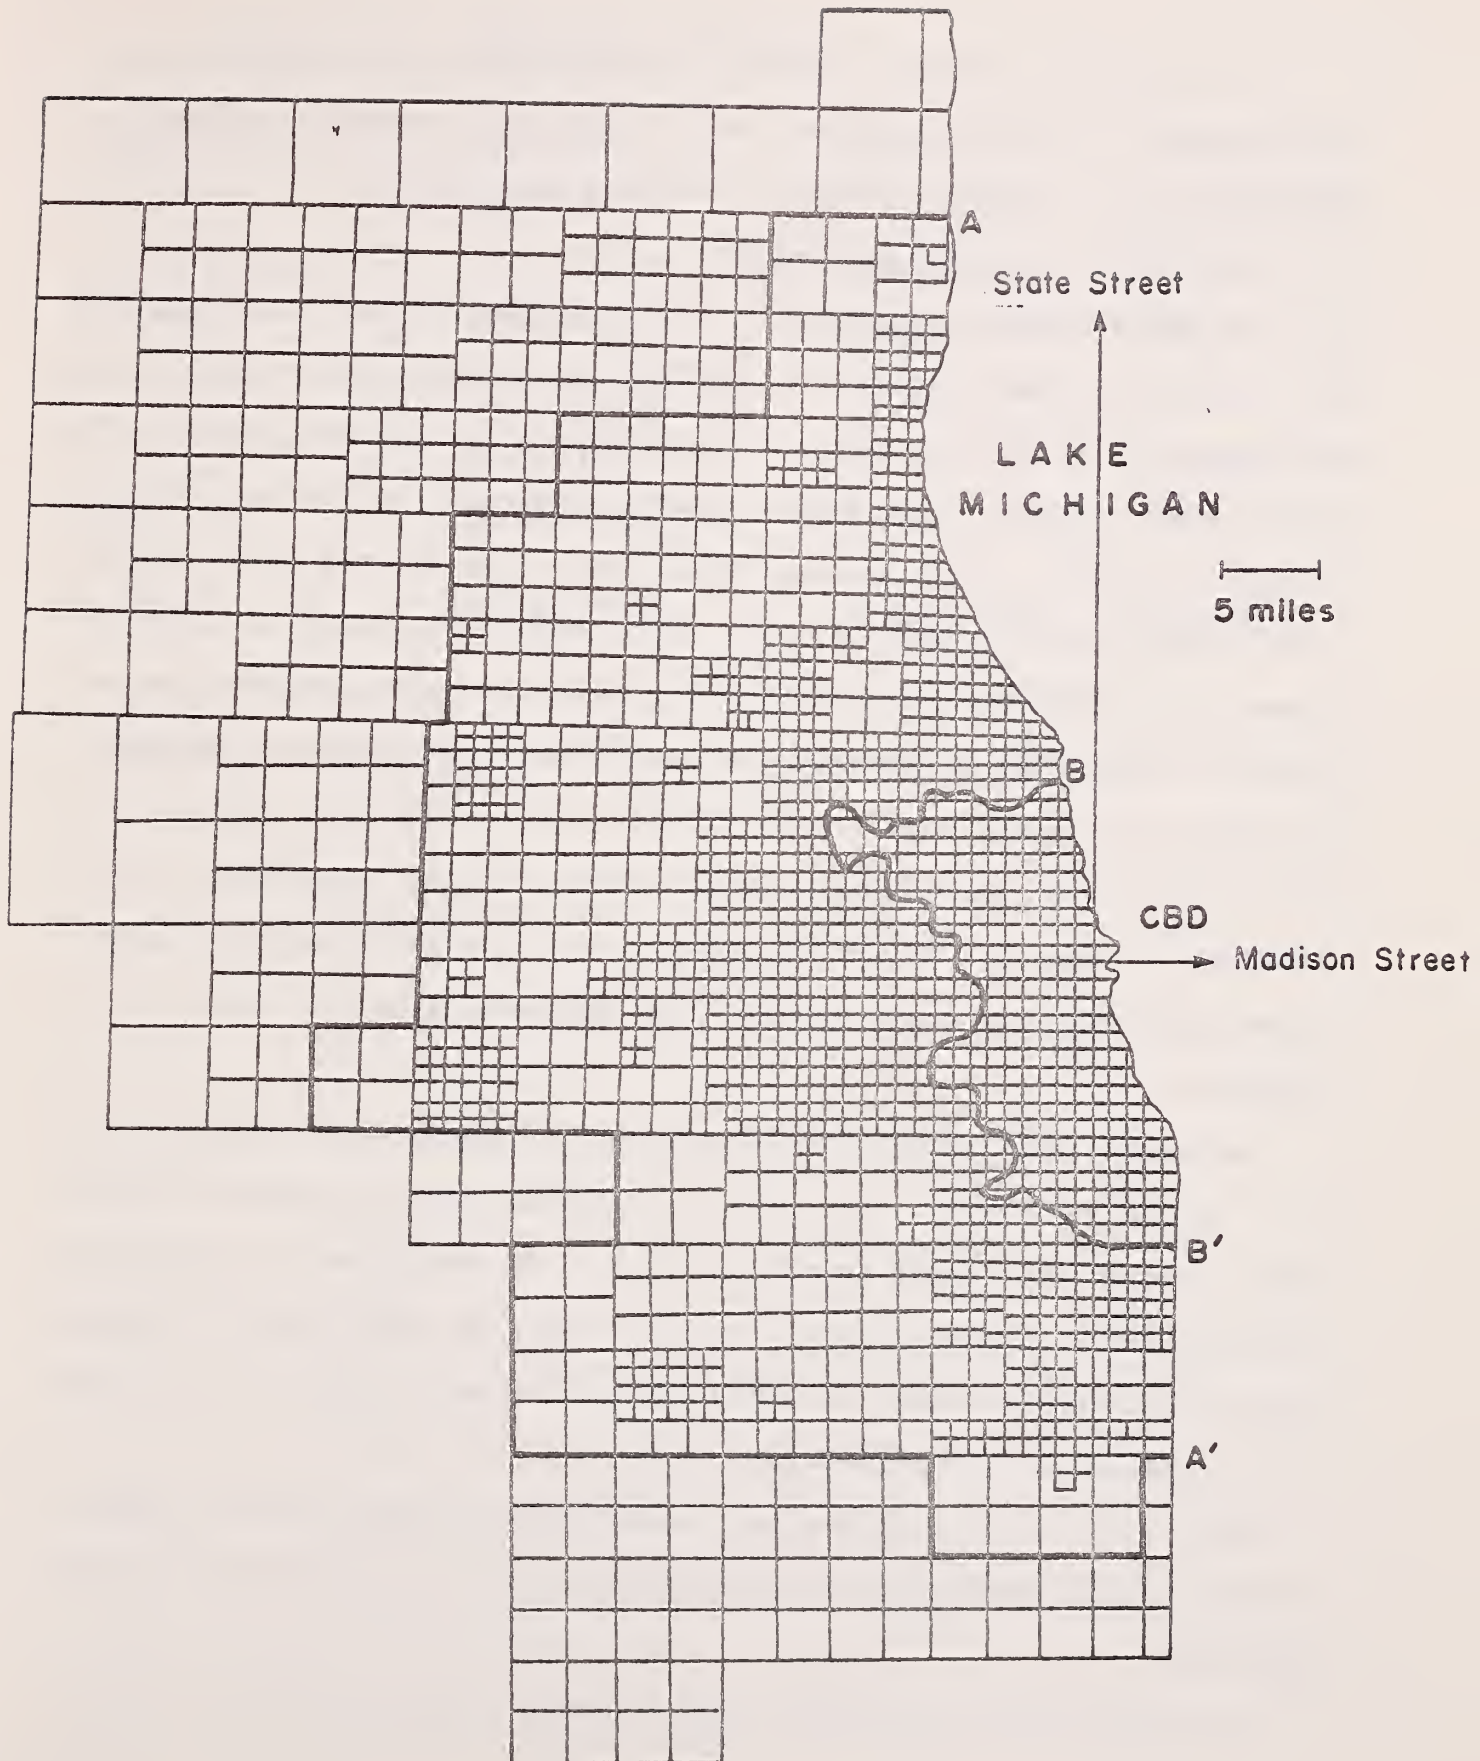 A
State Street
LAKE
MICHIGAN
5 miles
B
CBD
Madison Street
B′
A′